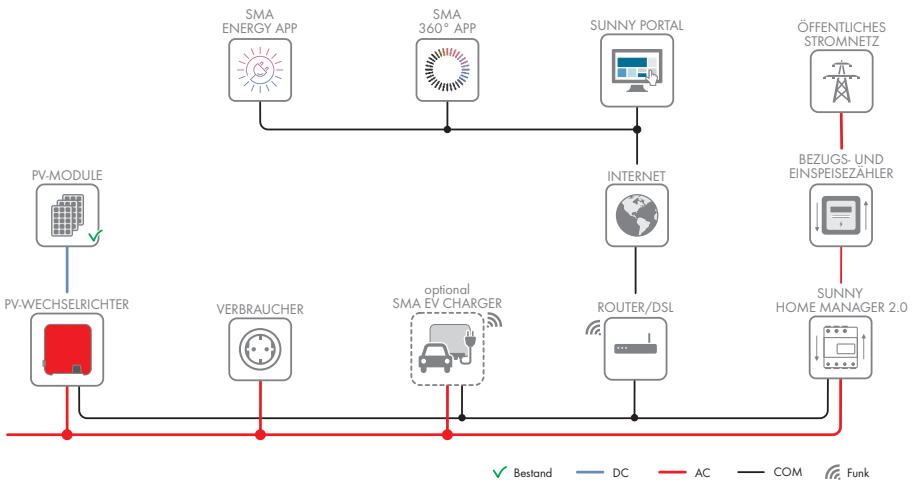 SMA
ENERGY APP
SMA
360° APP
SUNNY PORTAL
ÖFFENTLICHES
STROMNETZ
PV-MODULE
INTERNET
BEZUGS- UND
EINSPEISEZÄHLER
PV-WECHSELRICHTER
VERBRAUCHER
optional
SMA EV CHARGER
ROUTER/DSL
SUNNY
HOME MANAGER 2.0
Bestand
DC
AC
COM
Funk